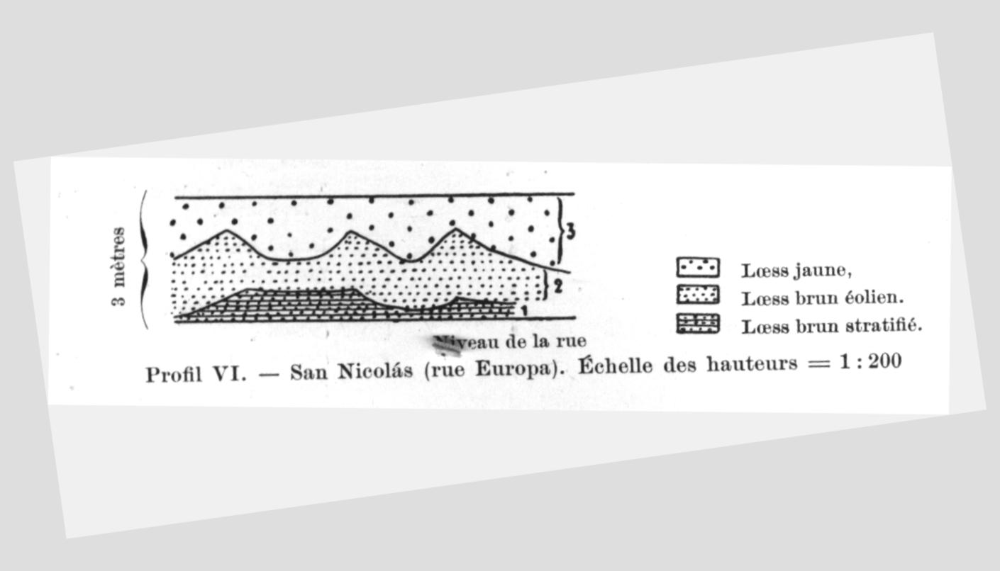 3 mètres
3
2
1
Lœss jaune,
Lœss brun éolien.
Lœss brun stratifié.
Niveau de la rue
Profil VI. — San Nicolás (rue Europa). Échelle des hauteurs = 1 : 200